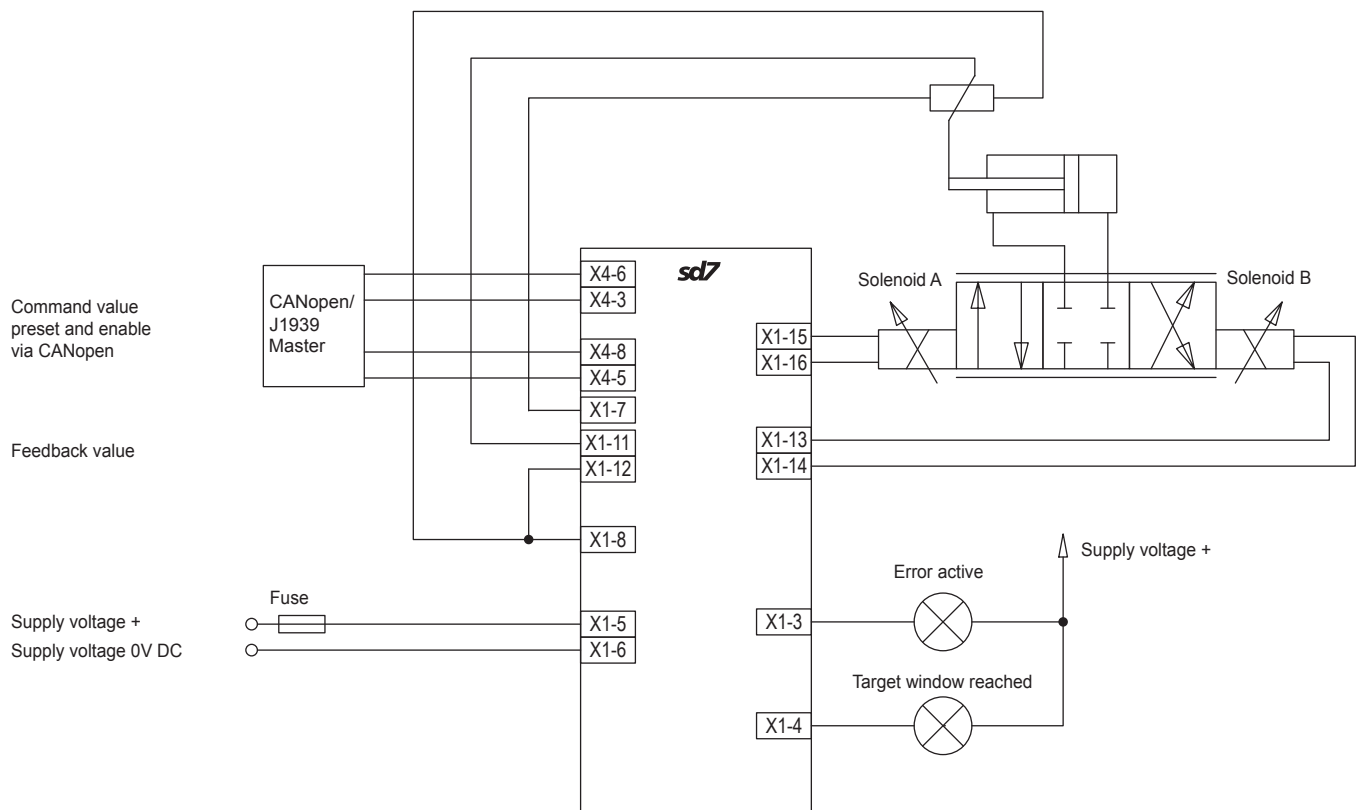 sd7
X4-6
X4-3
X4-8
X4-5
X1-7
X1-11
X1-12
X1-8
X1-5
X1-6
CANopen/
J1939
Master
Command value
preset and enable
via CANopen
Feedback value
Fuse
Supply voltage +
Supply voltage 0V DC
X1-15
X1-16
X1-13
X1-14
X1-3
X1-4
Solenoid A
Solenoid B
Supply voltage +
Error active
Target window reached